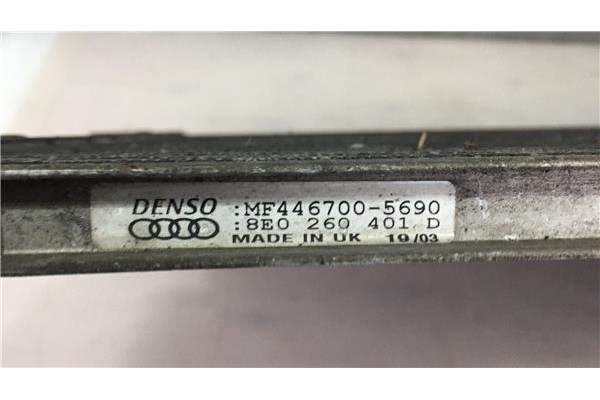 DENSO :MF446700-5690
:8E0 260 401 D
MADE IN UK 19/03